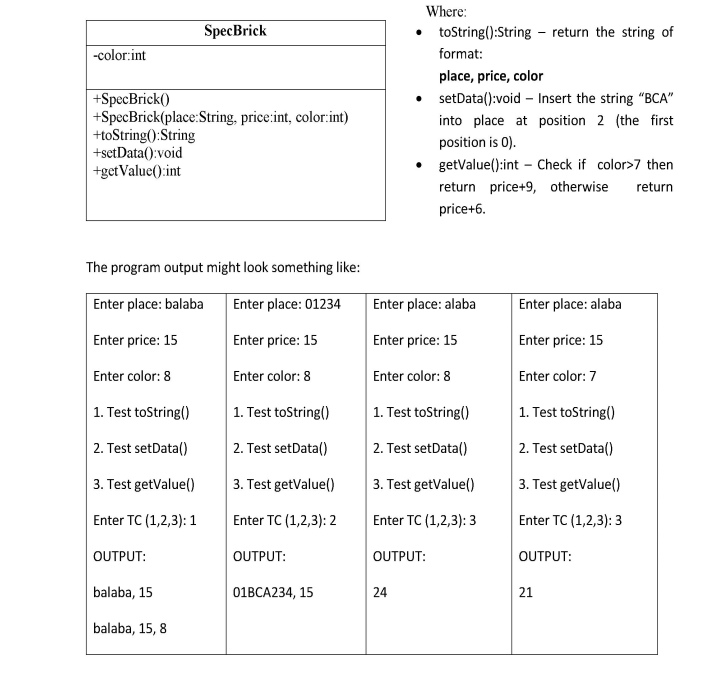 SpecBrick
-color:int
+SpecBrick()
+SpecBrick(place:String, price:int, color:int)
+toString():String
+setData():void
+getValue():int
Where:
• toString():String – return the string of
format:
place, price, color
• setData():void – Insert the string “BCA”
into place at position 2 (the first
position is 0).
• getValue():int – Check if color>7 then
return price+9, otherwise return
price+6.
The program output might look something like:
Enter place: balaba
Enter price: 15
Enter color: 8
1. Test toString()
2. Test setData()
3. Test getValue()
Enter TC (1,2,3): 1
OUTPUT:
balaba, 15
balaba, 15, 8
Enter place: 01234
Enter price: 15
Enter color: 8
1. Test toString()
2. Test setData()
3. Test getValue()
Enter TC (1,2,3): 2
OUTPUT:
01BCA234, 15
Enter place: alaba
Enter price: 15
Enter color: 8
1. Test toString()
2. Test setData()
3. Test getValue()
Enter TC (1,2,3): 3
OUTPUT:
24
Enter place: alaba
Enter price: 15
Enter color: 7
1. Test toString()
2. Test setData()
3. Test getValue()
Enter TC (1,2,3): 3
OUTPUT:
21